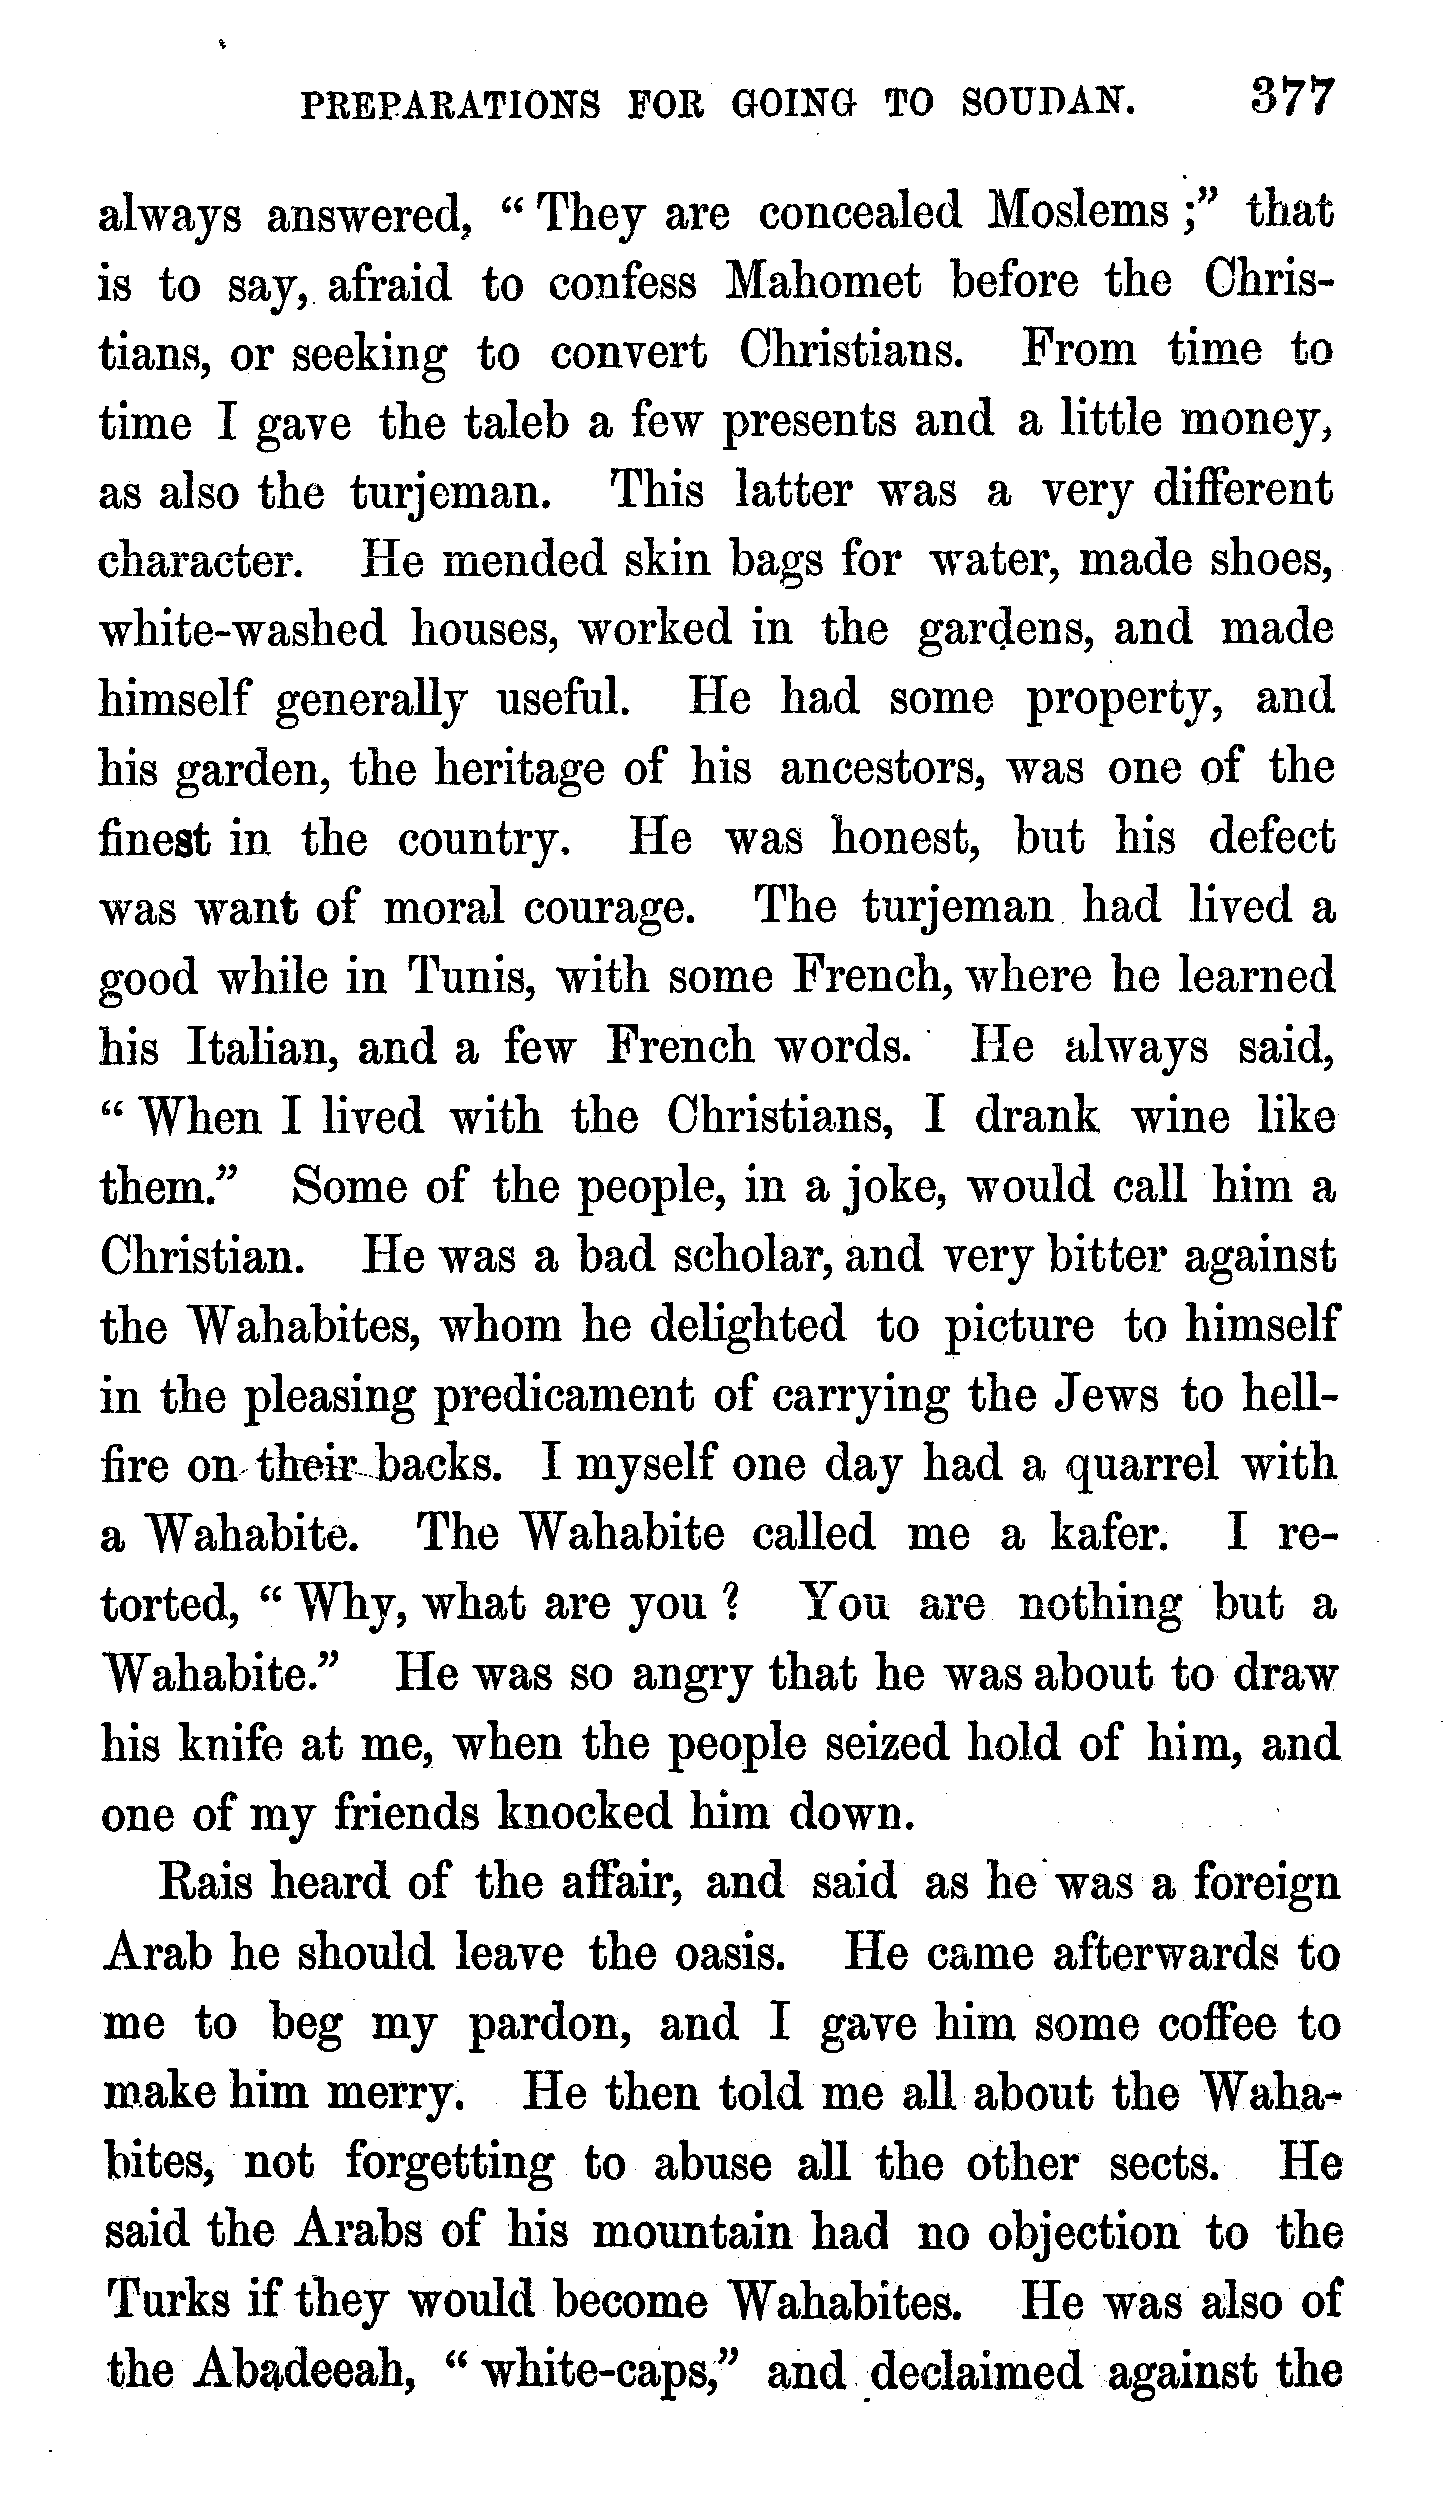 PREPARATIONS FOR GOING TO SOUDAN. 377
always answered, “ They are concealed Moslems ;” that
is to say, afraid to confess Mahomet before the Chris-
tians, or seeking to convert Christians. From time to
time I gave the taleb a few presents and a little money,
as also the turjeman. This latter was a very different
character. He mended skin bags for water, made shoes,
white-washed houses, worked in the gardens, and made
himself generally useful. He had some property, and
his garden, the heritage of his ancestors, was one of the
finest in the country. He was honest, but his defect
was want of moral courage. The turjeman had lived a
good while in Tunis, with some French, where he learned
his Italian, and a few French words. He always said,
“ When I lived with the Christians, I drank wine like
them.” Some of the people, in a joke, would call him a
Christian. He was a bad scholar, and very bitter against
the Wahabites, whom he delighted to picture to himself
in the pleasing predicament of carrying the Jews to hell-
fire on their backs. I myself one day had a quarrel with
a Wahabite. The Wahabite called me a kafer. I re-
torted, “ Why, what are you ? You are nothing but a
Wahabite.” He was so angry that he was about to draw
his knife at me, when the people seized hold of him, and
one of my friends knocked him down.
Rais heard of the affair, and said as he was a foreign
Arab he should leave the oasis. He came afterwards to
me to beg my pardon, and I gave him some coffee to
make him merry. He then told me all about the Waha-
bites, not forgetting to abuse all the other sects. He
said the Arabs of his mountain had no objection to the
Turks if they would become Wahabites. He was also of
the Abadeeah, “ white-caps,” and declaimed against the